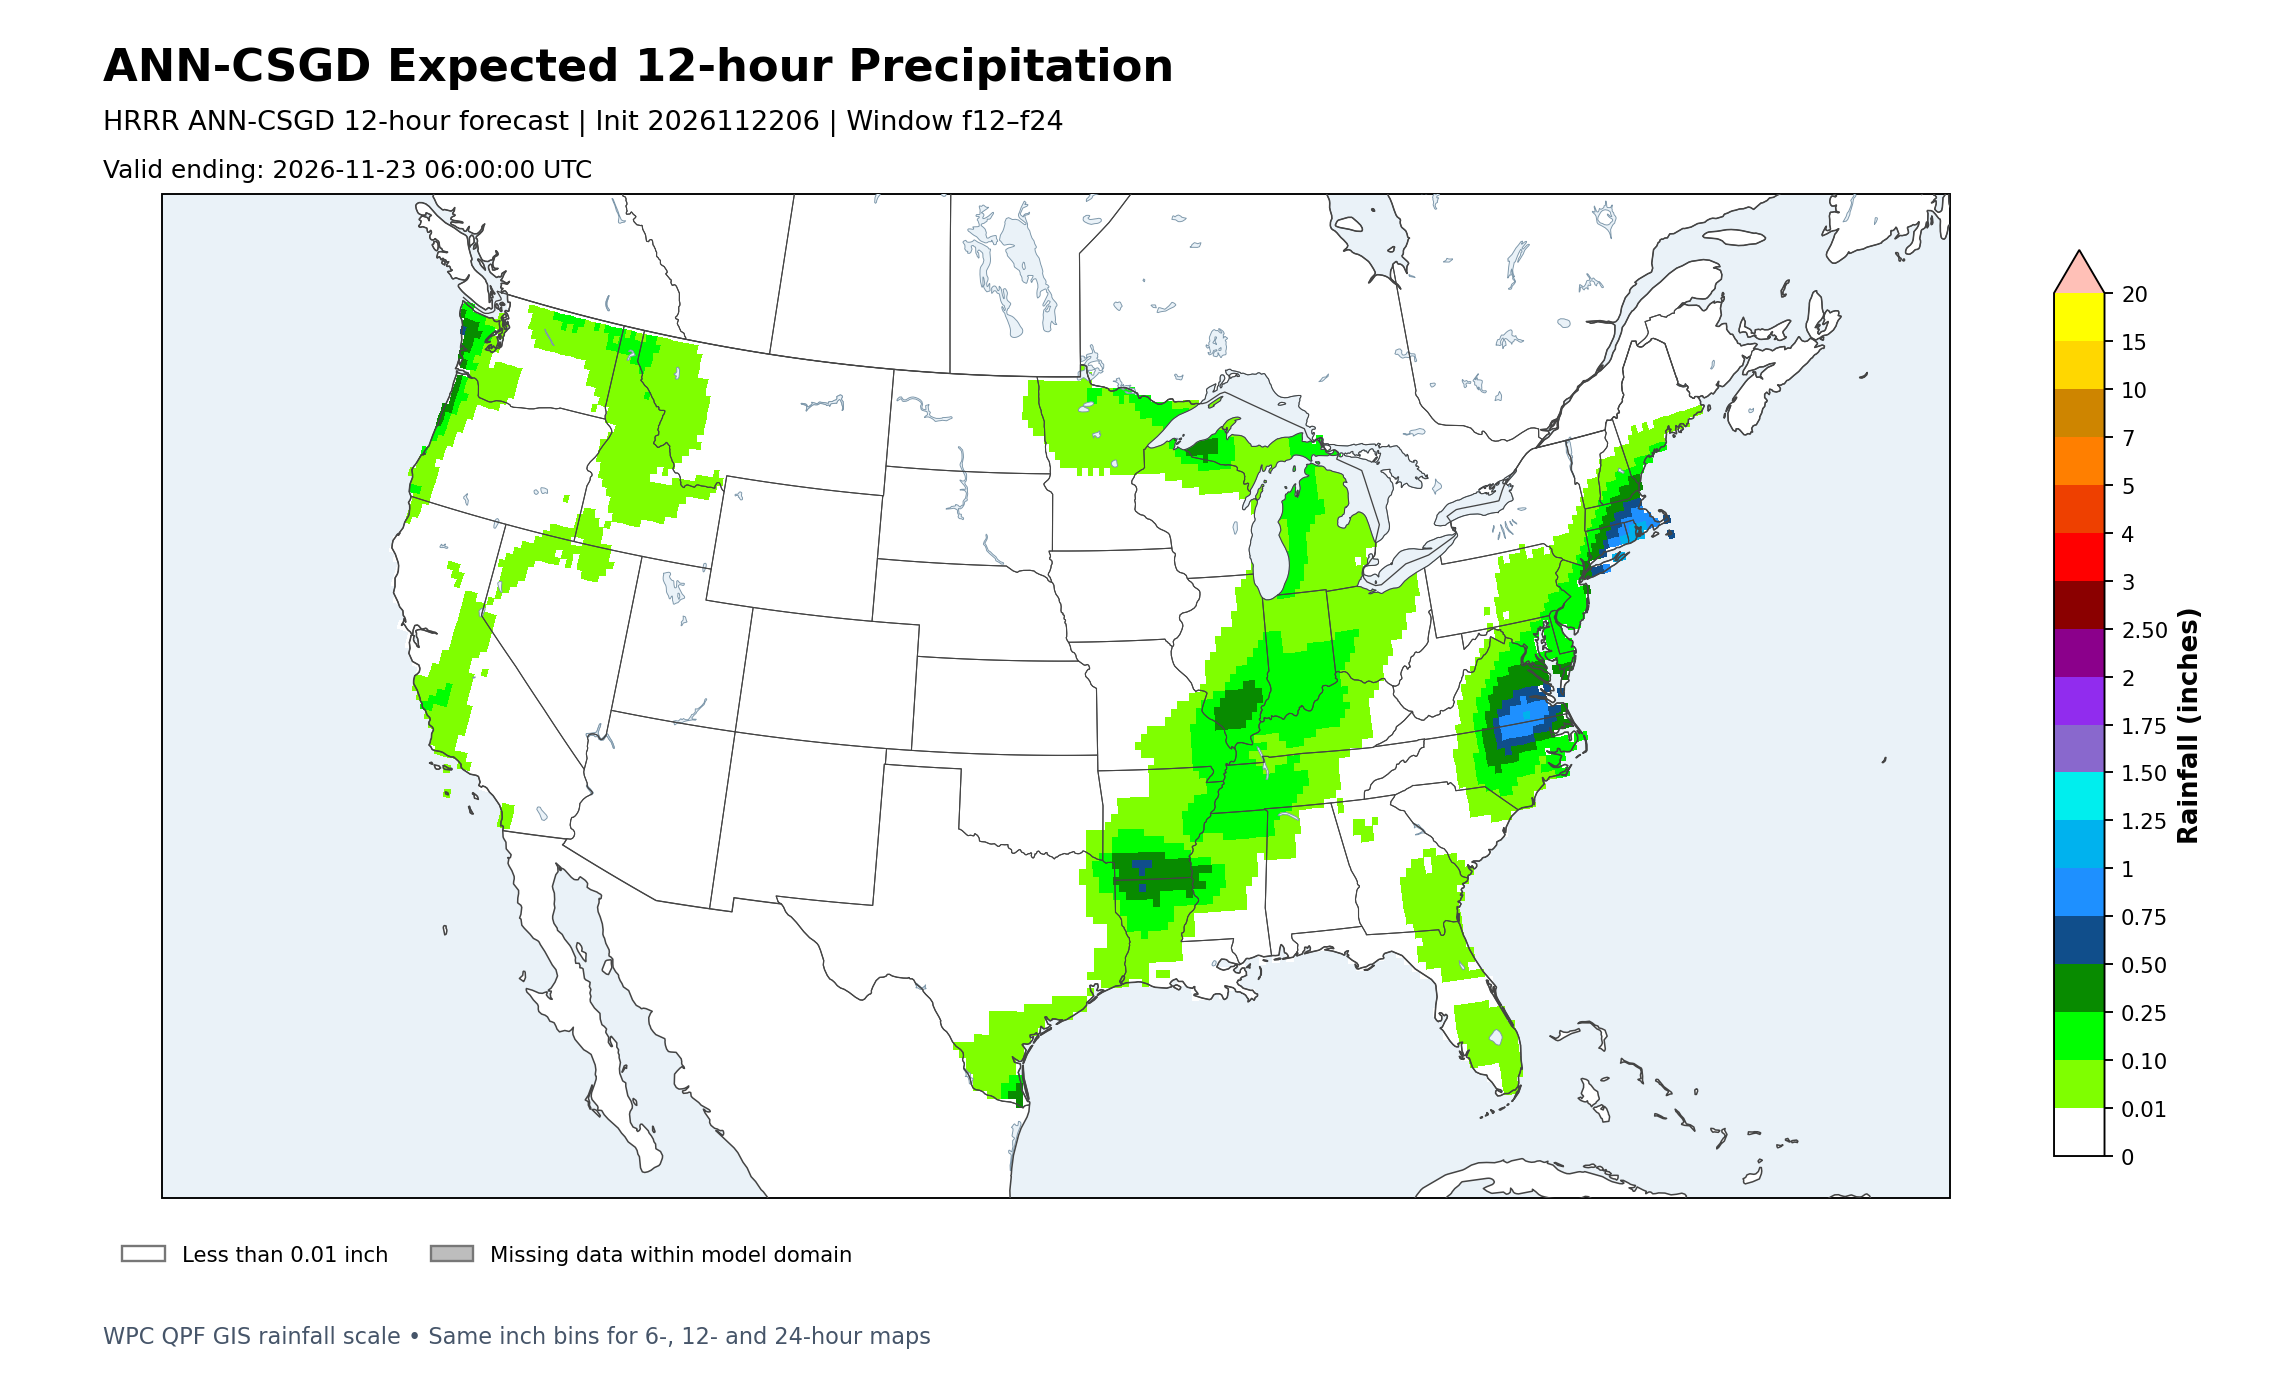 ANN-CSGD Expected 12-hour Precipitation
HRRR ANN-CSGD 12-hour forecast | Init 2026112206 | Window f12–f24
Valid ending: 2026-11-23 06:00:00 UTC
20
15
10
7
5
4
3
2.50
2
1.75
1.50
1.25
1
0.75
0.50
0.25
0.10
0.01
0
Rainfall (inches)
Less than 0.01 inch
Missing data within model domain
WPC QPF GIS rainfall scale • Same inch bins for 6-, 12- and 24-hour maps